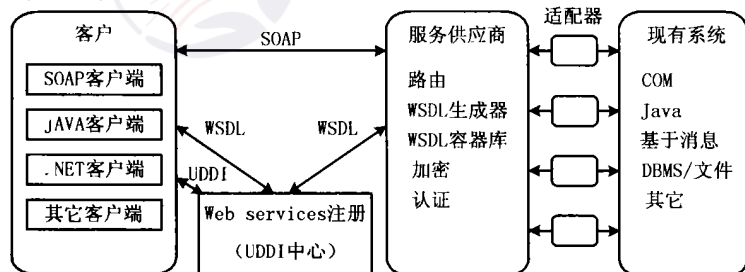 客户
SOAP客户端
JAVA客户端
.NET客户端
其它客户端
SOAP
WSDL
WSDL
UDDI
Web services注册
(UDDI中心)
服务供应商
路由
WSDL生成器
WSDL容器库
加密
认证
适配器
现有系统
COM
Java
基于消息
DBMS/文件
其它